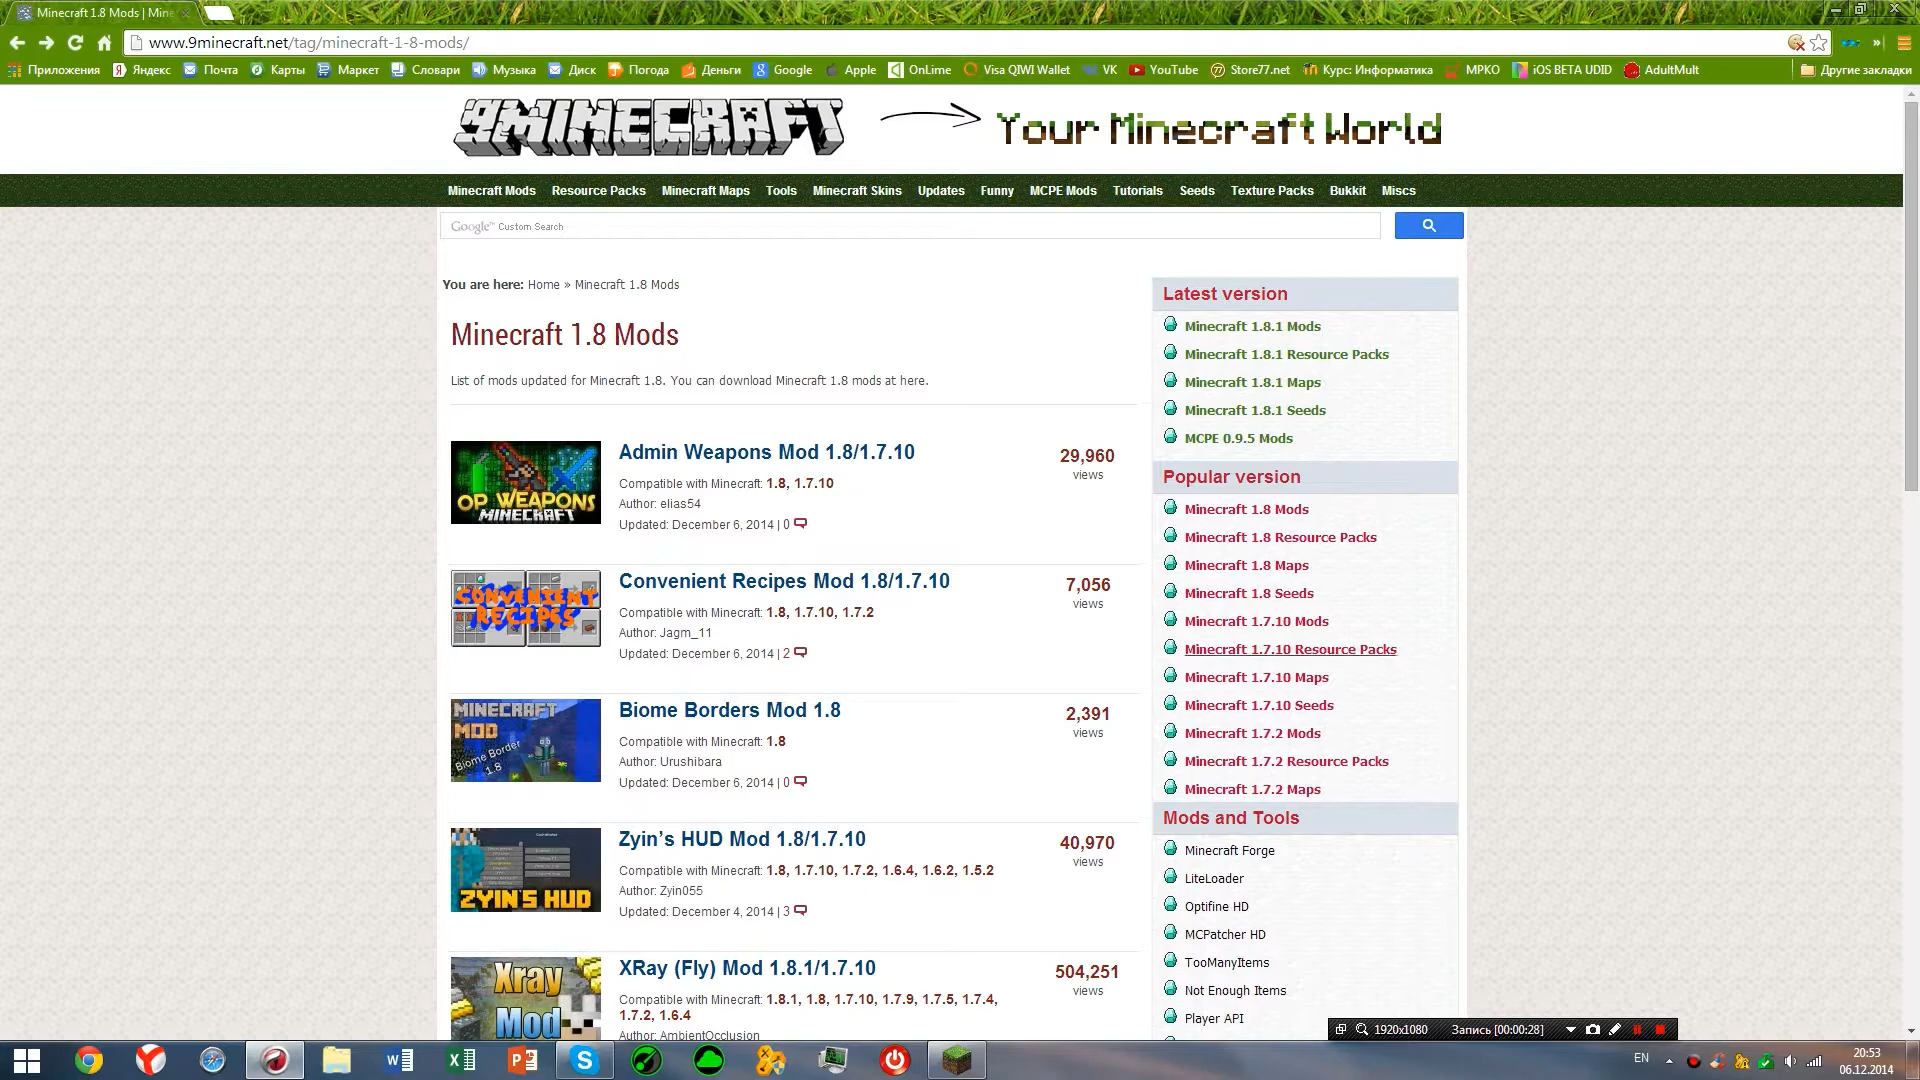 Minecraft 1.8 Mods | Mine
www.9minecraft.net/tag/minecraft-1-8-mods/
Приложения Яндекс Почта Карты Маркет Словари Музыка Диск Погода Деньги Google Apple OnLime Visa QIWI Wallet VK YouTube Store77.net Курс: Информатика МРКО iOS BETA UDID AdultMult Другие закладки
9MINECRAFT Your Minecraft World
Minecraft Mods Resource Packs Minecraft Maps Tools Minecraft Skins Updates Funny MCPE Mods Tutorials Seeds Texture Packs Bukkit Miscs
Google™ Custom Search
You are here: Home » Minecraft 1.8 Mods
Minecraft 1.8 Mods
List of mods updated for Minecraft 1.8. You can download Minecraft 1.8 mods at here.
OP WEAPONS
MINECRAFT
Admin Weapons Mod 1.8/1.7.10
Compatible with Minecraft: 1.8, 1.7.10
Author: elias54
Updated: December 6, 2014 | 0
29,960
views
CONVENIENT
RECIPES
Convenient Recipes Mod 1.8/1.7.10
Compatible with Minecraft: 1.8, 1.7.10, 1.7.2
Author: Jagm_11
Updated: December 6, 2014 | 2
7,056
views
MINECRAFT
MOD
Biome Border
1.8
Biome Borders Mod 1.8
Compatible with Minecraft: 1.8
Author: Urushibara
Updated: December 6, 2014 | 0
2,391
views
ZYIN'S HUD
Zyin’s HUD Mod 1.8/1.7.10
Compatible with Minecraft: 1.8, 1.7.10, 1.7.2, 1.6.4, 1.6.2, 1.5.2
Author: Zyin055
Updated: December 4, 2014 | 3
40,970
views
Xray
Mod
XRay (Fly) Mod 1.8.1/1.7.10
Compatible with Minecraft: 1.8.1, 1.8, 1.7.10, 1.7.9, 1.7.5, 1.7.4,
1.7.2, 1.6.4
Author: AmbientOcclusion
504,251
views
Latest version
Minecraft 1.8.1 Mods
Minecraft 1.8.1 Resource Packs
Minecraft 1.8.1 Maps
Minecraft 1.8.1 Seeds
MCPE 0.9.5 Mods
Popular version
Minecraft 1.8 Mods
Minecraft 1.8 Resource Packs
Minecraft 1.8 Maps
Minecraft 1.8 Seeds
Minecraft 1.7.10 Mods
Minecraft 1.7.10 Resource Packs
Minecraft 1.7.10 Maps
Minecraft 1.7.10 Seeds
Minecraft 1.7.2 Mods
Minecraft 1.7.2 Resource Packs
Minecraft 1.7.2 Maps
Mods and Tools
Minecraft Forge
LiteLoader
Optifine HD
MCPatcher HD
TooManyItems
Not Enough Items
Player API
1920x1080 Запись [00:00:28]
EN
20:53
06.12.2014